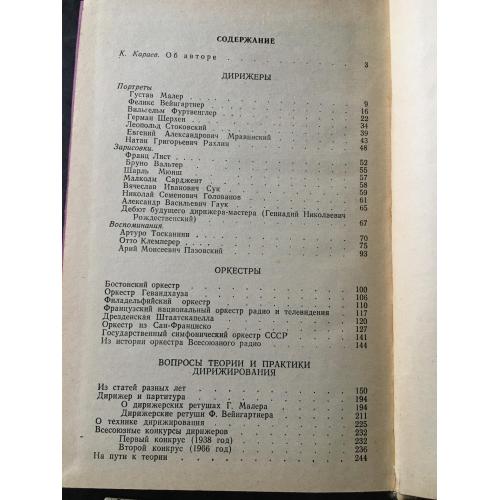 СОДЕРЖАНИЕ
К. Караев. Об авторе 3
ДИРИЖЕРЫ
Портреты
Густав Малер 9
Феликс Вейнгартнер 16
Вильгельм Фуртвенглер 22
Герман Шерхен 34
Леопольд Стоковский 39
Евгений Александрович Мравинский 43
Натан Григорьевич Рахлин 48
Зарисовки.
Франц Лист 52
Бруно Вальтер 55
Шарль Мюнш 57
Малколм Сарджент 58
Вячеслав Иванович Сук 59
Николай Семенович Голованов 61
Александр Васильевич Гаук 65
Дебют будущего дирижера-мастера (Геннадий Николаевич
Рождественский) 67
Воспоминания.
Артуро Тосканини 70
Отто Клемперер 75
Арий Моисеевич Пазовский 93
ОРКЕСТРЫ
Бостонский оркестр 100
Оркестр Гевандхауза 106
Филадельфийский оркестр 110
Французский национальный оркестр радио и телевидения 117
Дрезденская Штаатскапелла 120
Оркестр из Сан-Франциско 127
Государственный симфонический оркестр СССР 141
Из истории оркестра Всесоюзного радио 144
ВОПРОСЫ ТЕОРИИ И ПРАКТИКИ
ДИРИЖИРОВАНИЯ
Из статей разных лет 150
Дирижер и партитура 194
О дирижерских ретушах Г. Малера 194
Дирижерские ретуши Ф. Вейнгартнера 211
О технике дирижирования 225
Всесоюзные конкурсы дирижеров 232
Первый конкурс (1938 год) 232
Второй конкурс (1966 год) 236
На пути к теории 244